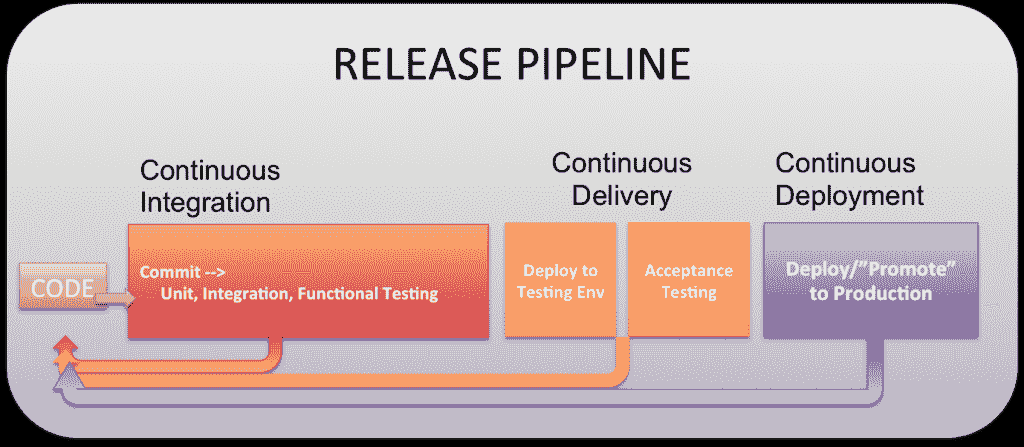 RELEASE PIPELINE
Continuous
Integration
Continuous
Delivery
Continuous
Deployment
CODE
Commit -->
Unit, Integration, Functional Testing
Deploy to
Testing Env
Acceptance
Testing
Deploy/”Promote”
to Production